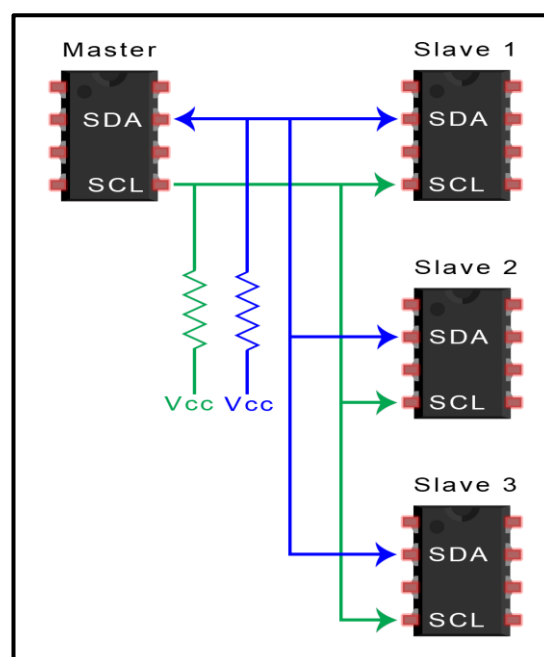 Master
SDA
SCL
Slave 1
SDA
SCL
Vcc
Vcc
Slave 2
SDA
SCL
Slave 3
SDA
SCL